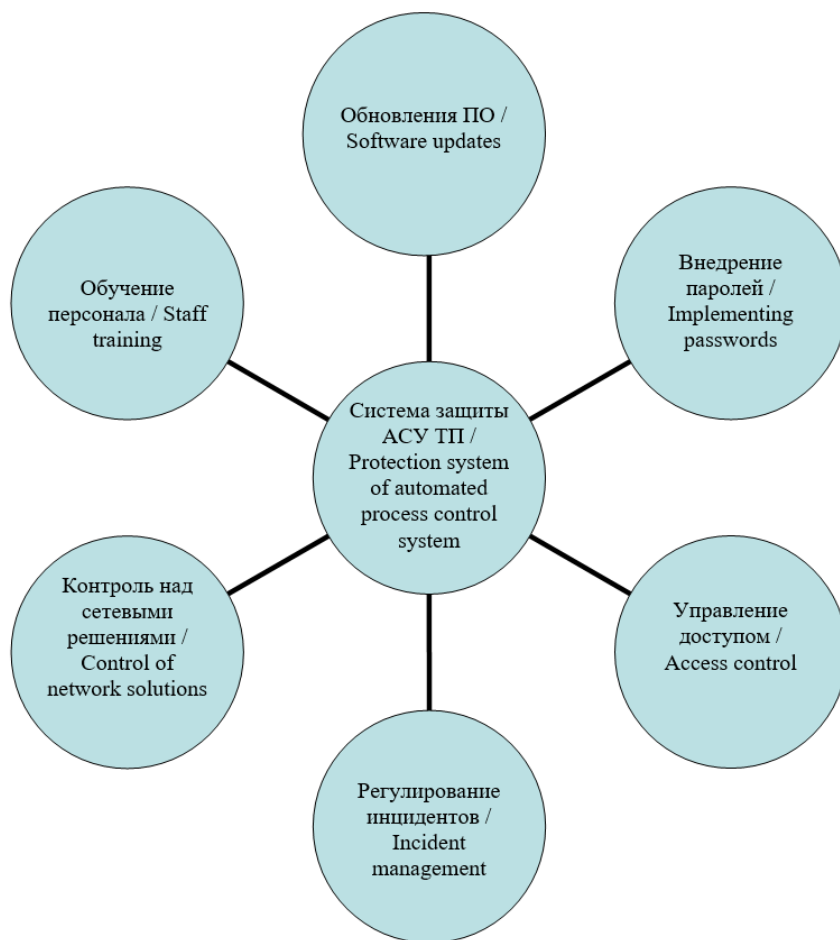 Обновления ПО /
Software updates
Внедрение
паролей /
Implementing
passwords
Обучение
персонала / Staff
training
Система защиты
АСУ ТП /
Protection system
of automated
process control
system
Контроль над
сетевыми
решениями /
Control of
network solutions
Управление
доступом /
Access control
Регулирование
инцидентов /
Incident
management